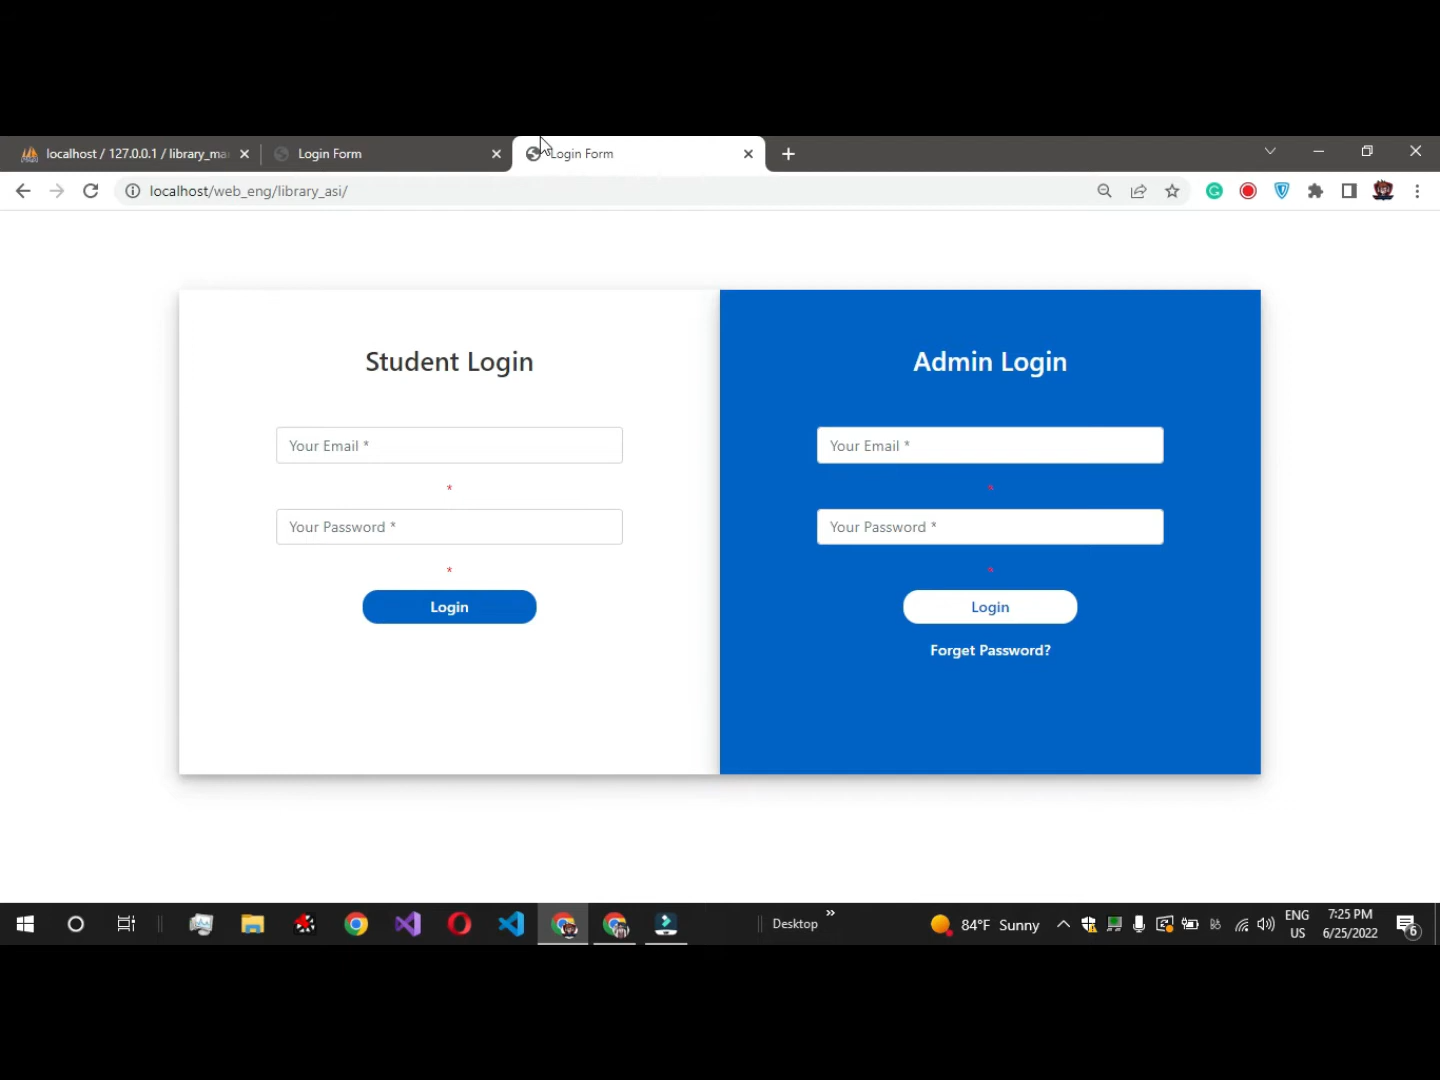 localhost / 127.0.0.1 / library_ma
Login Form
Login Form
localhost/web_eng/library_asi/
Student Login
Admin Login
Your Email *
Your Email *
*
*
Your Password *
Your Password *
*
*
Login
Login
Forget Password?
Desktop
84°F Sunny
ENG
US
7:25 PM
6/25/2022
6